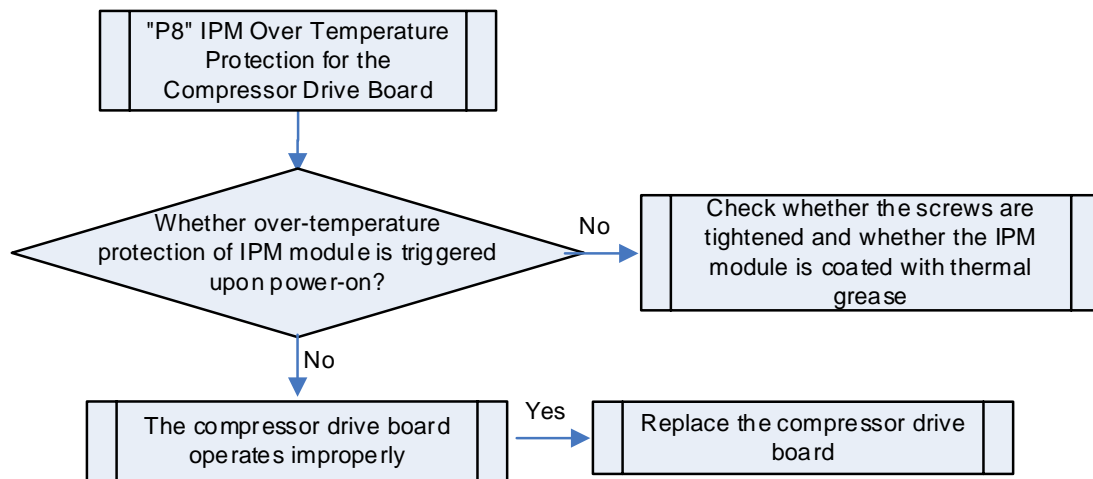 "P8" IPM Over Temperature
Protection for the
Compressor Drive Board
Whether over-temperature
protection of IPM module is triggered
upon power-on?
No
Check whether the screws are
tightened and whether the IPM
module is coated with thermal
grease
No
The compressor drive board
operates improperly
Yes
Replace the compressor drive
board